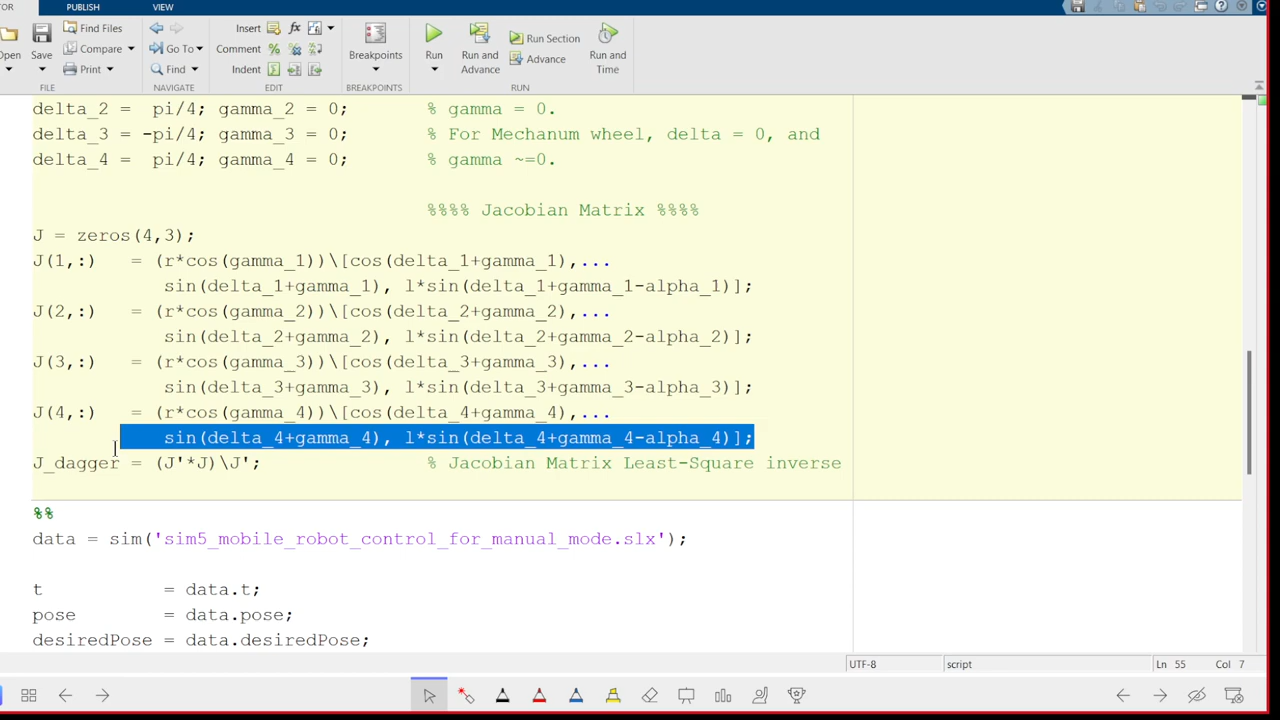 TOR PUBLISH VIEW
Find Files Insert
Compare Go To Comment Run Section
Open Save Print Find Indent Breakpoints Run Run and Advance Advance Run and Time
FILE NAVIGATE EDIT BREAKPOINTS RUN
delta_2 =  pi/4; gamma_2 = 0; % gamma = 0.
delta_3 = -pi/4; gamma_3 = 0; % For Mechanum wheel, delta = 0, and
delta_4 =  pi/4; gamma_4 = 0; % gamma ~=0.
%%%% Jacobian Matrix %%%%
J = zeros(4,3);
J(1,:) = (r*cos(gamma_1))\[cos(delta_1+gamma_1),...
sin(delta_1+gamma_1), l*sin(delta_1+gamma_1-alpha_1)];
J(2,:) = (r*cos(gamma_2))\[cos(delta_2+gamma_2),...
sin(delta_2+gamma_2), l*sin(delta_2+gamma_2-alpha_2)];
J(3,:) = (r*cos(gamma_3))\[cos(delta_3+gamma_3),...
sin(delta_3+gamma_3), l*sin(delta_3+gamma_3-alpha_3)];
J(4,:) = (r*cos(gamma_4))\[cos(delta_4+gamma_4),...
sin(delta_4+gamma_4), l*sin(delta_4+gamma_4-alpha_4)];
J_dagger = (J'*J)\J'; % Jacobian Matrix Least-Square inverse
%%
data = sim('sim5_mobile_robot_control_for_manual_mode.slx');
t = data.t;
pose = data.pose;
desiredPose = data.desiredPose;
UTF-8 script Ln 55 Col 7